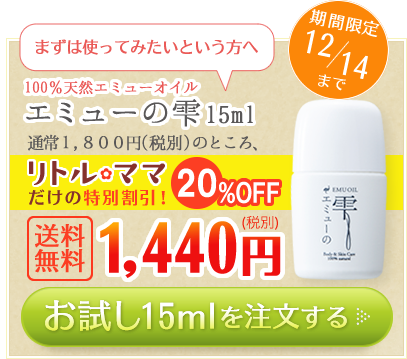 まずは使ってみたいという方へ
期間限定
12/14
まで
100%天然エミューオイル
エミューの雫15ml
通常1,800円(税別)のところ、
リトル✿ママ
だけの特別割引!
20%OFF
送料
無料
1,440円
(税別)
EMU OIL
エミューの雫
Body & Skin Care
100% natural
お試し15mlを注文する